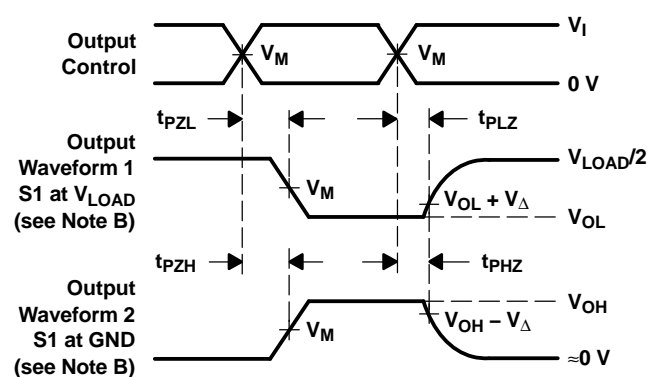 Output
Control
V_M
V_M
V_I
0 V
t_PZL
t_PLZ
Output
Waveform 1
S1 at V_LOAD
(see Note B)
V_M
V_LOAD/2
V_OL + V_Δ
V_OL
t_PZH
t_PHZ
Output
Waveform 2
S1 at GND
(see Note B)
V_M
V_OH
V_OH − V_Δ
≈0 V